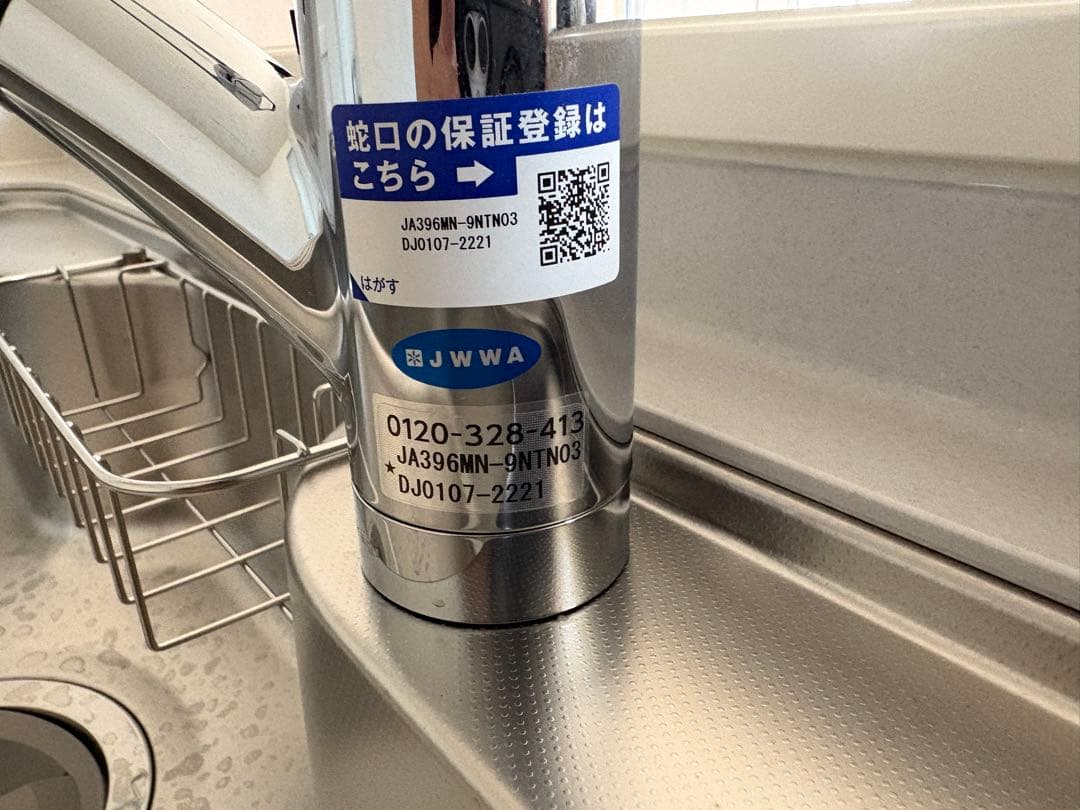 蛇口の保証登録は
こちら →
JA396MN-9NTN03
DJ0107-2221
はがす
JWWA
0120-328-413
JA396MN-9NTN03
★
DJ0107-2221